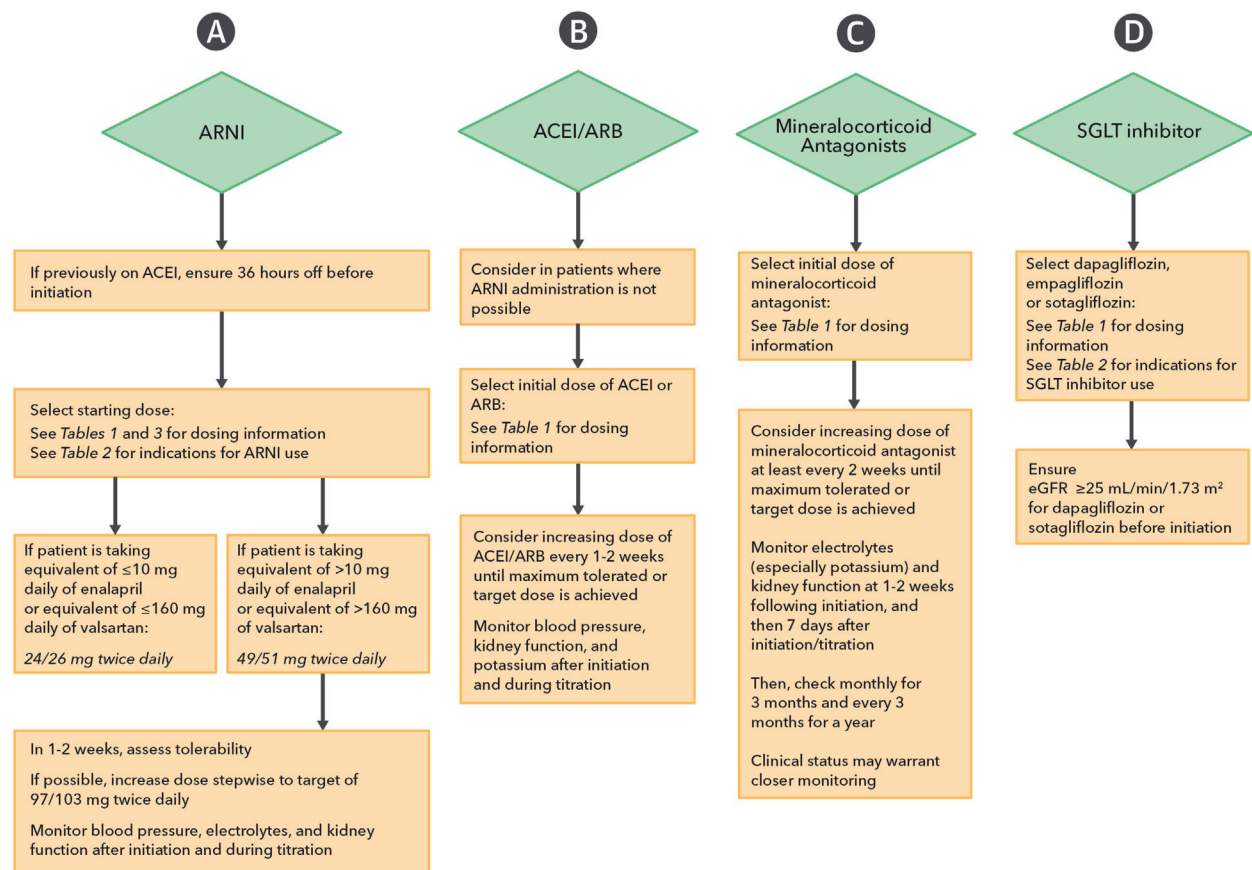 A
ARNI
If previously on ACEI, ensure 36 hours off before
initiation
Select starting dose:
See Tables 1 and 3 for dosing information
See Table 2 for indications for ARNI use
If patient is taking
equivalent of ≤10 mg
daily of enalapril
or equivalent of ≤160 mg
daily of valsartan:
24/26 mg twice daily
If patient is taking
equivalent of >10 mg
daily of enalapril
or equivalent of >160 mg
of valsartan:
49/51 mg twice daily
In 1-2 weeks, assess tolerability
If possible, increase dose stepwise to target of
97/103 mg twice daily
Monitor blood pressure, electrolytes, and kidney
function after initiation and during titration
B
ACEI/ARB
Consider in patients where
ARNI administration is not
possible
Select initial dose of ACEI or
ARB:
See Table 1 for dosing
information
Consider increasing dose of
ACEI/ARB every 1-2 weeks
until maximum tolerated or
target dose is achieved
Monitor blood pressure,
kidney function, and
potassium after initiation
and during titration
C
Mineralocorticoid
Antagonists
Select initial dose of
mineralocorticoid
antagonist:
See Table 1 for dosing
information
Consider increasing dose of
mineralocorticoid antagonist
at least every 2 weeks until
maximum tolerated or
target dose is achieved
Monitor electrolytes
(especially potassium) and
kidney function at 1-2 weeks
following initiation, and
then 7 days after
initiation/titration
Then, check monthly for
3 months and every 3
months for a year
Clinical status may warrant
closer monitoring
D
SGLT inhibitor
Select dapagliflozin,
empagliflozin
or sotagliflozin:
See Table 1 for dosing
information
See Table 2 for indications for
SGLT inhibitor use
Ensure
eGFR ≥25 mL/min/1.73 m²
for dapagliflozin or
sotagliflozin before initiation